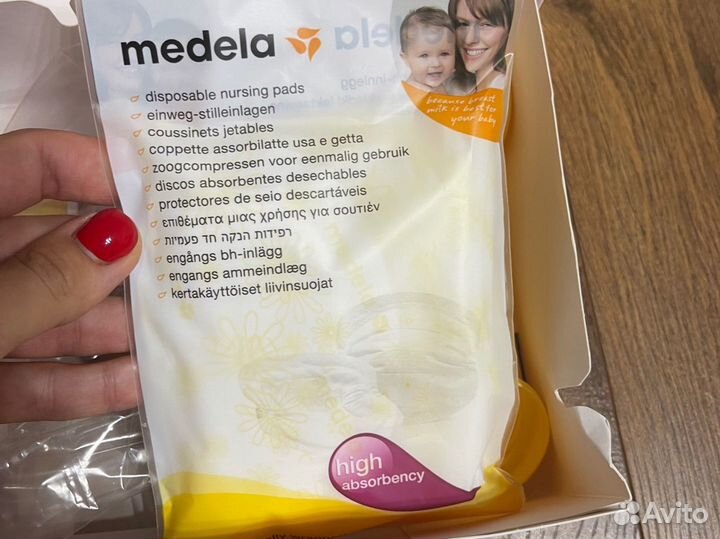 medela
disposable nursing pads
einweg-stilleinlagen
coussinets jetables
coppette assorbilatte usa e getta
zoogcompressen voor eenmalig gebruik
discos absorbentes desechables
protectores de seio descartáveis
επιθέματα μιας χρήσης για σουτιέν
רפידות הנקה חד פעמיות
engångs bh-inlägg
engangs ammeindlæg
kertakäyttöiset liivinsuojat
because breast
milk is best for
your baby
high
absorbency
Avito